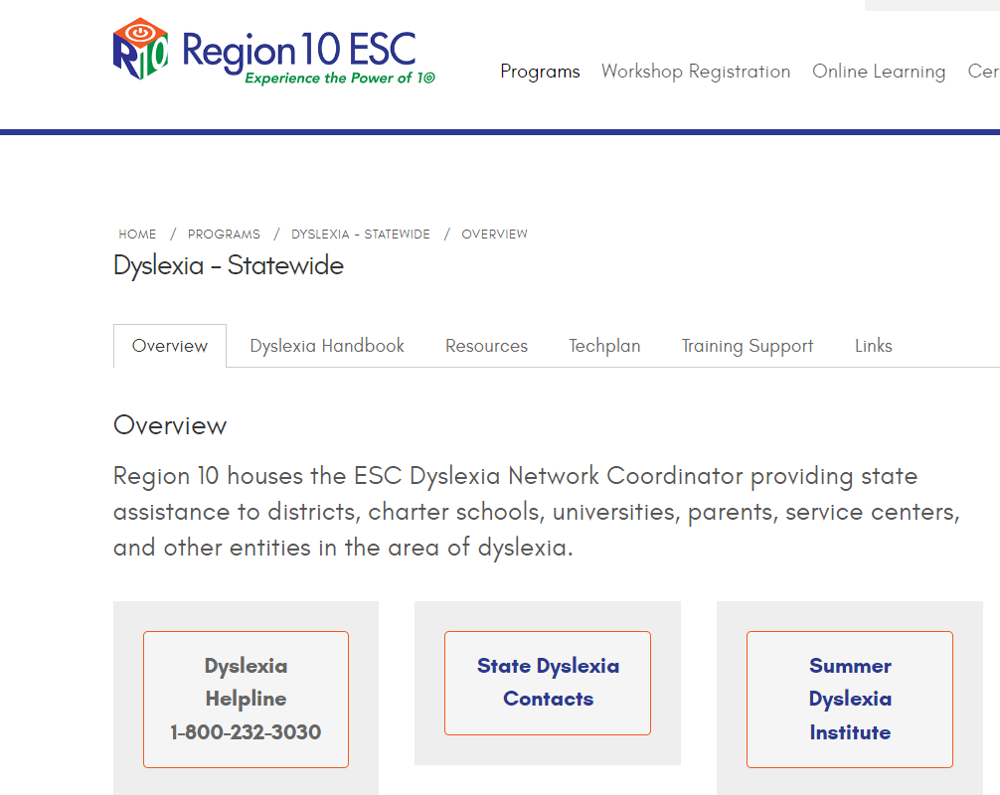 R10 Region 10 ESC
Experience the Power of 10
Programs Workshop Registration Online Learning Cer
HOME / PROGRAMS / DYSLEXIA - STATEWIDE / OVERVIEW
Dyslexia - Statewide
Overview Dyslexia Handbook Resources Techplan Training Support Links
Overview
Region 10 houses the ESC Dyslexia Network Coordinator providing state
assistance to districts, charter schools, universities, parents, service centers,
and other entities in the area of dyslexia.
Dyslexia
Helpline
1-800-232-3030
State Dyslexia
Contacts
Summer
Dyslexia
Institute